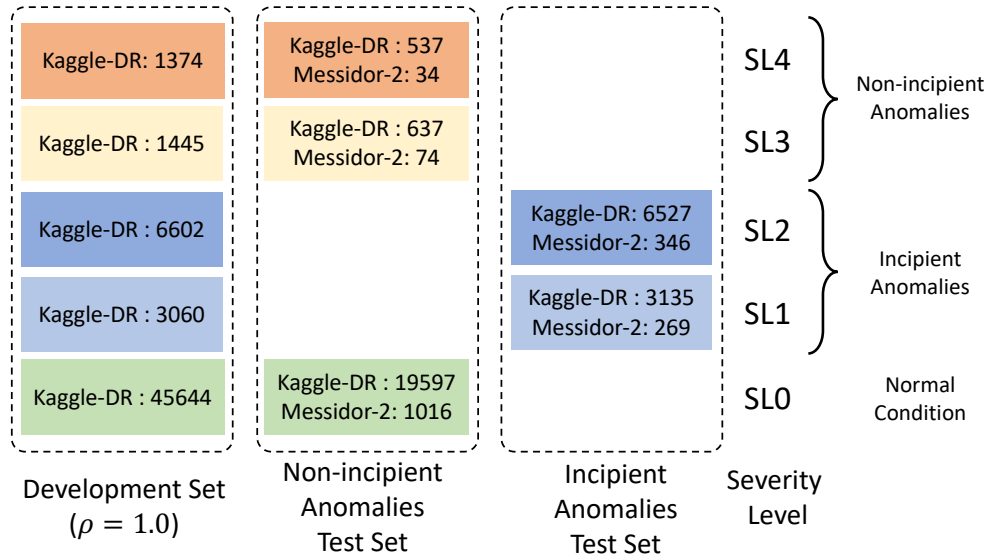 Kaggle-DR: 1374
Kaggle-DR : 537
Messidor-2: 34
SL4
Non-incipient
Anomalies
Kaggle-DR : 1445
Kaggle-DR : 637
Messidor-2: 74
SL3
Kaggle-DR : 6602
Kaggle-DR: 6527
Messidor-2: 346
SL2
Incipient
Anomalies
Kaggle-DR : 3060
Kaggle-DR : 3135
Messidor-2: 269
SL1
Kaggle-DR : 45644
Kaggle-DR : 19597
Messidor-2: 1016
SL0
Normal
Condition
Development Set
(ρ = 1.0)
Non-incipient
Anomalies
Test Set
Incipient
Anomalies
Test Set
Severity
Level